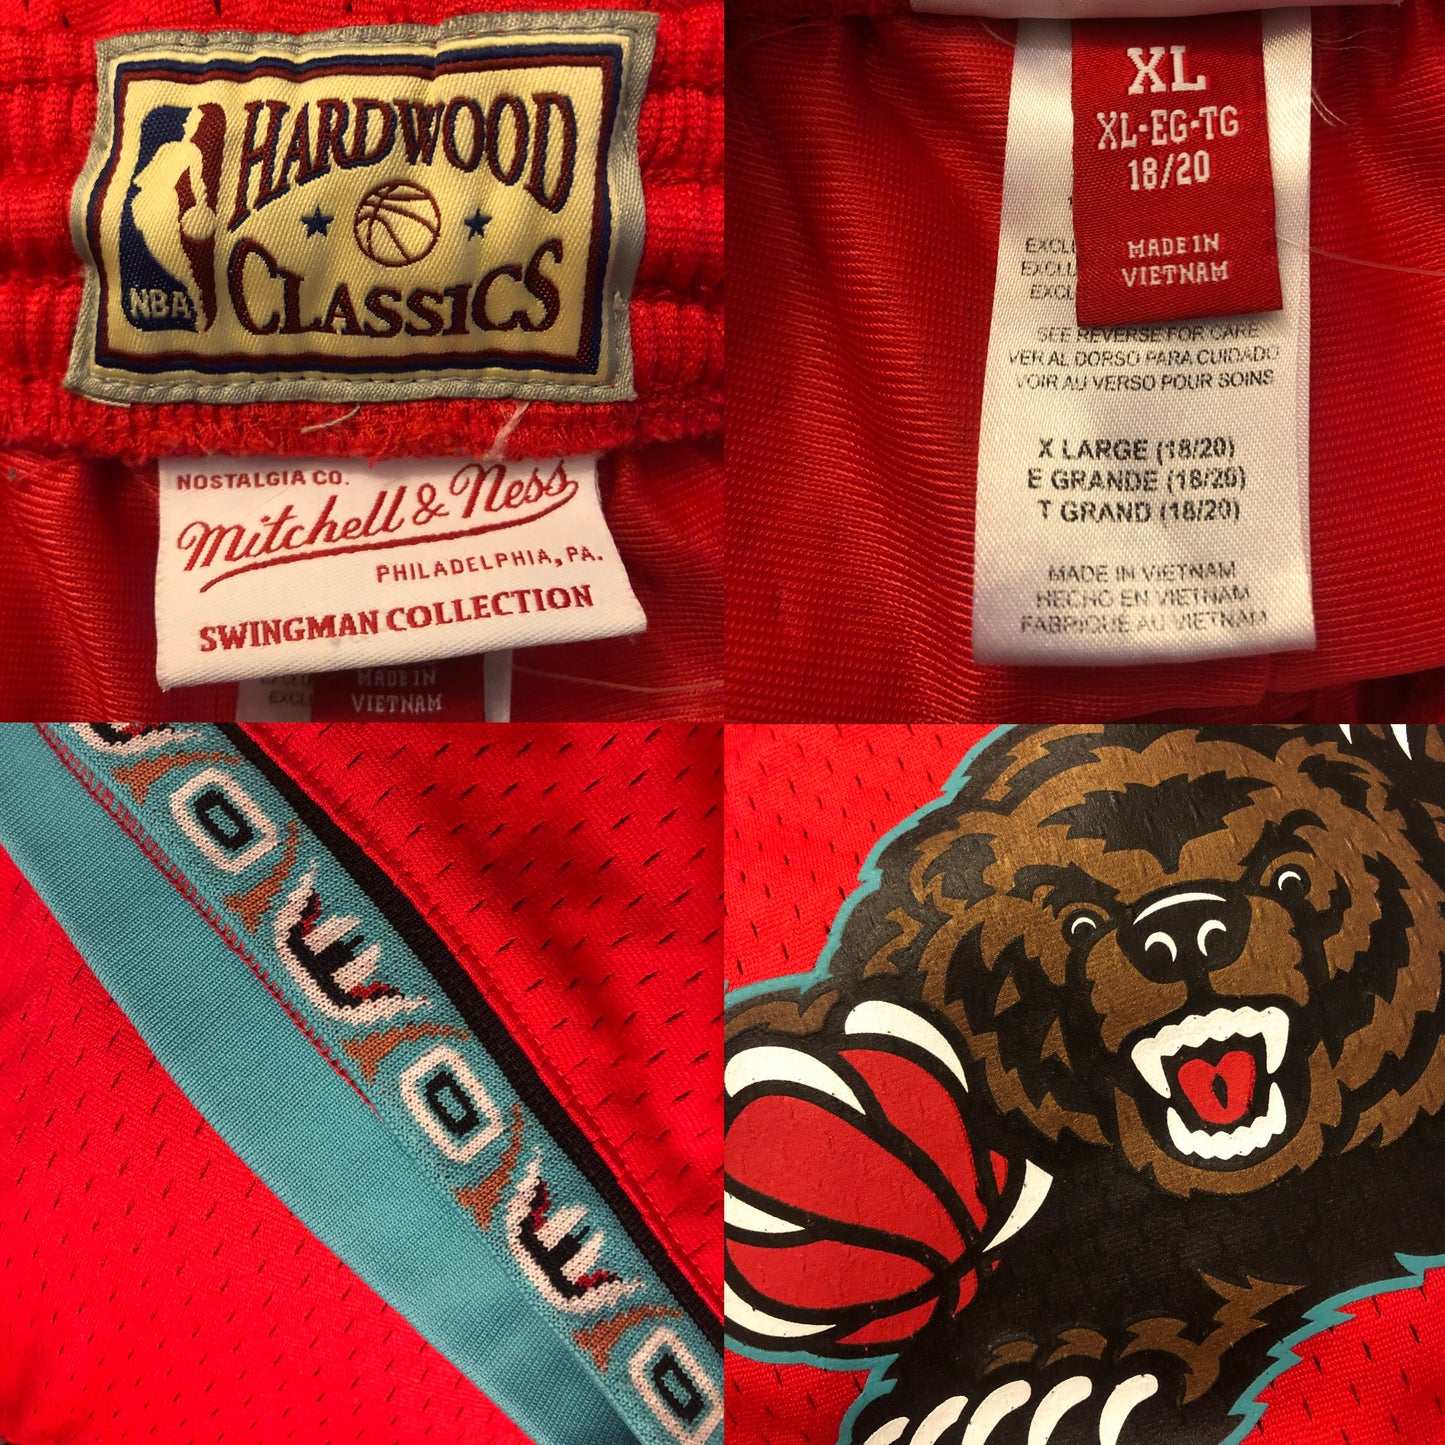 HARDWOOD
CLASSICS
NBA
NOSTALGIA CO.
Mitchell & Ness
PHILADELPHIA, PA.
SWINGMAN COLLECTION
MADE IN
VIETNAM
XL
XL-EG-TG
18/20
MADE IN
VIETNAM
SEE REVERSE FOR CARE
VER AL DORSO PARA CUIDADO
VOIR AU VERSO POUR SOINS
X LARGE (18/20)
E GRANDE (18/20)
T GRAND (18/20)
MADE IN VIETNAM
HECHO EN VIETNAM
FABRIQUE AU VIETNAM